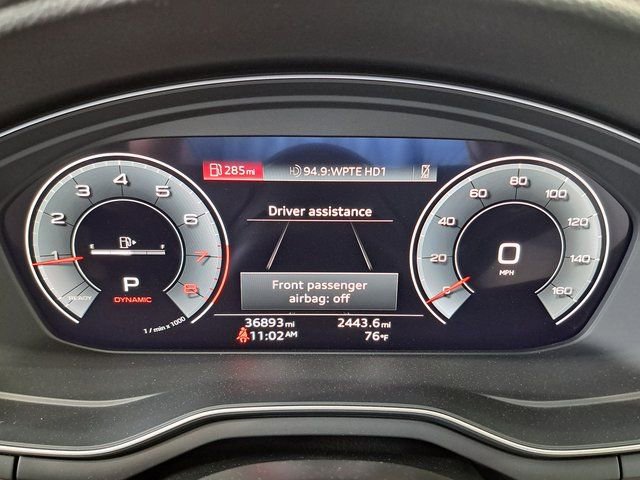 285mi
94.9:WPTE HD1
Driver assistance
Front passenger
airbag: off
36893mi
2443.6mi
11:02AM
76°F
1
2
3
4
5
6
7
8
E
P
DYNAMIC
READY
1 / min x 1000
0
20
40
60
80
100
120
140
160
0
MPH